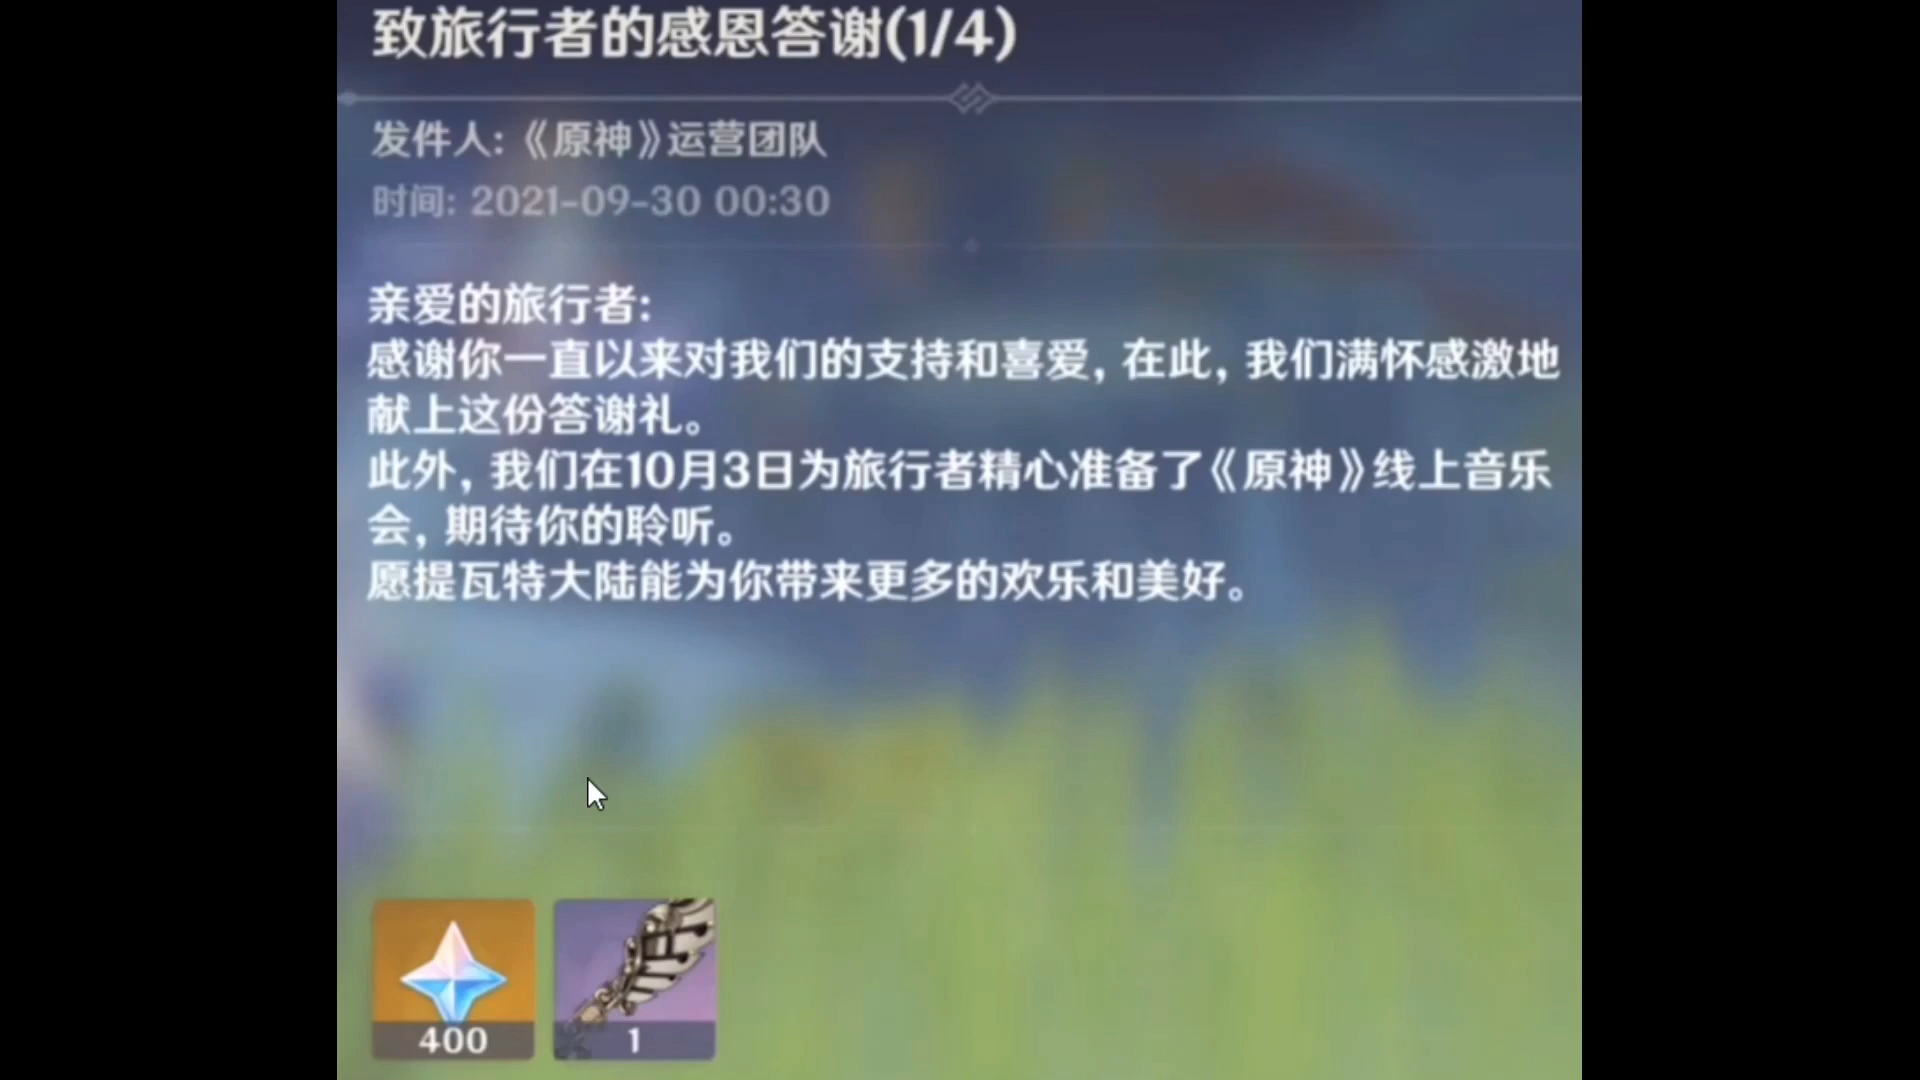 致旅行者的感恩答谢(1/4)
发件人:《原神》运营团队
时间: 2021-09-30 00:30
亲爱的旅行者:
感谢你一直以来对我们的支持和喜爱, 在此, 我们满怀感激地
献上这份答谢礼。
此外, 我们在10月3日为旅行者精心准备了《原神》线上音乐
会, 期待你的聆听。
愿提瓦特大陆能为你带来更多的欢乐和美好。
400
1